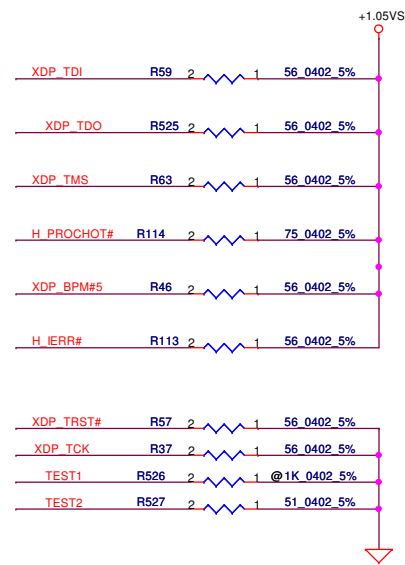 +1.05VS
XDP_TDI R59 2 1 56_0402_5%
XDP_TDO R525 2 1 56_0402_5%
XDP_TMS R63 2 1 56_0402_5%
H_PROCHOT# R114 2 1 75_0402_5%
XDP_BPM#5 R46 2 1 56_0402_5%
H_IERR# R113 2 1 56_0402_5%
XDP_TRST# R57 2 1 56_0402_5%
XDP_TCK R37 2 1 56_0402_5%
TEST1 R526 2 1 @1K_0402_5%
TEST2 R527 2 1 51_0402_5%